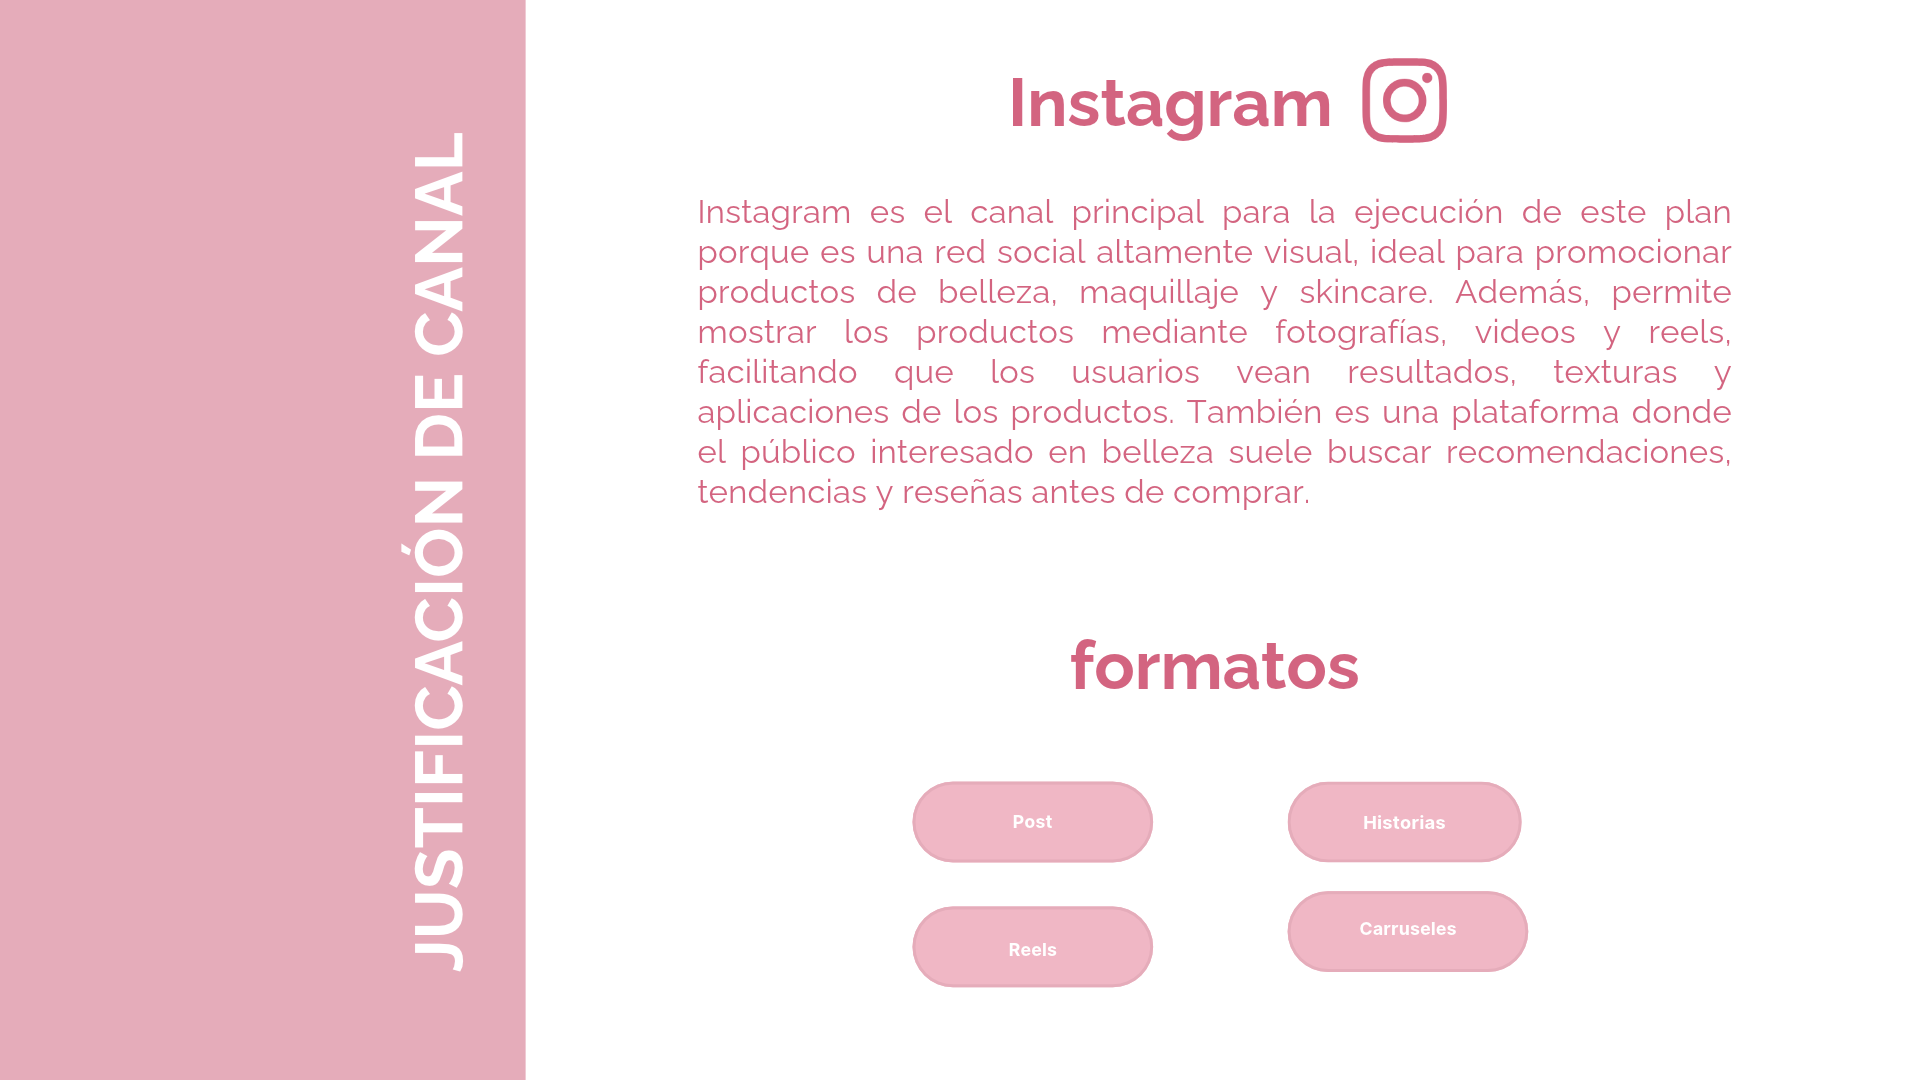 JUSTIFICACIÓN DE CANAL
Instagram
Instagram es el canal principal para la ejecución de este plan
porque es una red social altamente visual, ideal para promocionar
productos de belleza, maquillaje y skincare. Además, permite
mostrar los productos mediante fotografías, videos y reels,
facilitando que los usuarios vean resultados, texturas y
aplicaciones de los productos. También es una plataforma donde
el público interesado en belleza suele buscar recomendaciones,
tendencias y reseñas antes de comprar.
formatos
Post
Historias
Reels
Carruseles